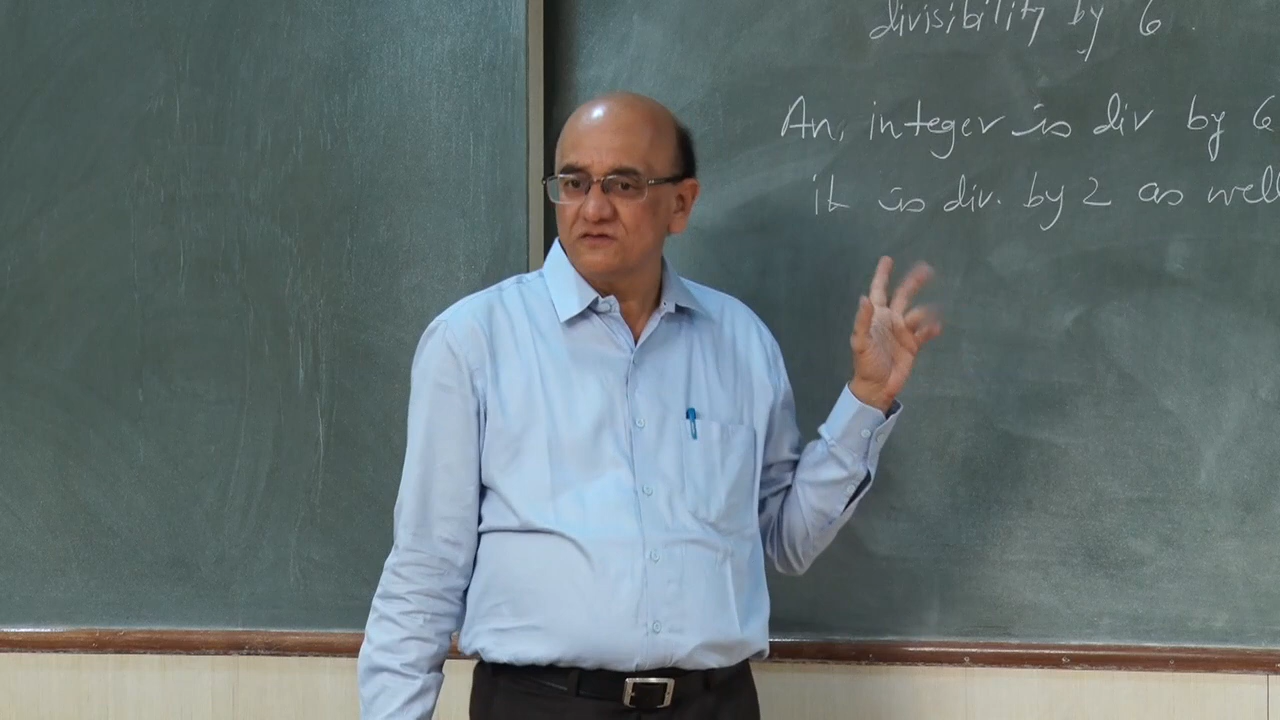 divisibility by 6.
An integer is div by 6
it is div. by 2 as well